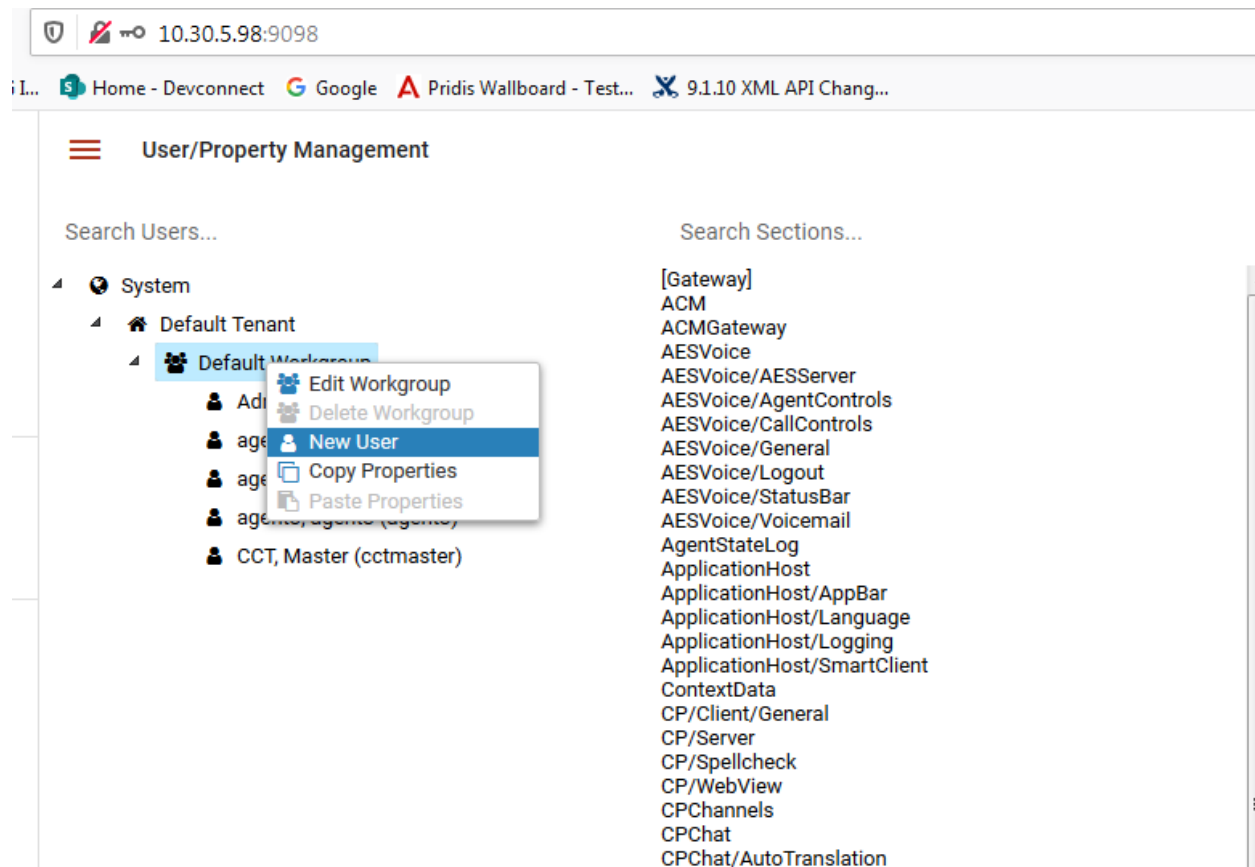 10.30.5.98:9098
I... Home - Devconnect Google Pridis Wallboard - Test... 9.1.10 XML API Chang...
User/Property Management
Search Users...
System
Default Tenant
Default Workgroup
Edit Workgroup
Delete Workgroup
New User
Copy Properties
Paste Properties
CCT, Master (cctmaster)
Search Sections...
[Gateway]
ACM
ACMGateway
AESVoice
AESVoice/AESServer
AESVoice/AgentControls
AESVoice/CallControls
AESVoice/General
AESVoice/Logout
AESVoice/StatusBar
AESVoice/Voicemail
AgentStateLog
ApplicationHost
ApplicationHost/AppBar
ApplicationHost/Language
ApplicationHost/Logging
ApplicationHost/SmartClient
ContextData
CP/Client/General
CP/Server
CP/Spellcheck
CP/WebView
CPChannels
CPChat
CPChat/AutoTranslation